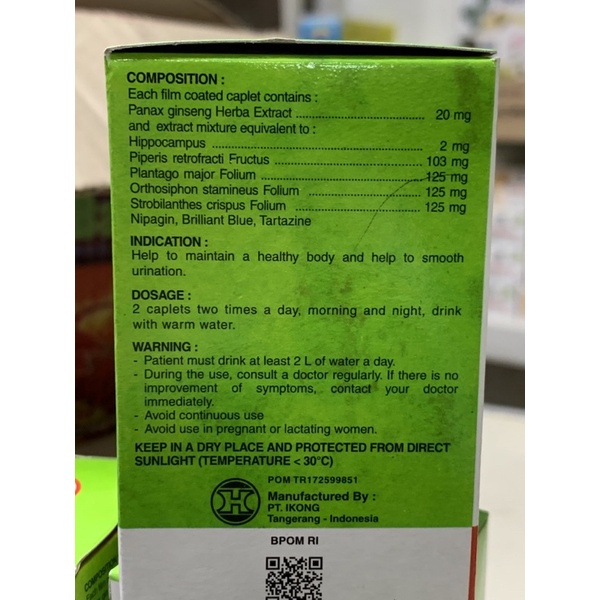 COMPOSITION :
Each film coated caplet contains :
Panax ginseng Herba Extract ........................ 20 mg
and extract mixture equivalent to :
Hippocampus ........................ 2 mg
Piperis retrofracti Fructus ........................ 103 mg
Plantago major Folium ........................ 125 mg
Orthosiphon stamineus Folium ........................ 125 mg
Strobilanthes crispus Folium ........................ 125 mg
Nipagin, Brilliant Blue, Tartazine
INDICATION :
Help to maintain a healthy body and help to smooth
urination.
DOSAGE :
2 caplets two times a day, morning and night, drink
with warm water.
WARNING :
- Patient must drink at least 2 L of water a day.
- During the use, consult a doctor regularly. If there is no
improvement of symptoms, contact your doctor
immediately.
- Avoid continuous use
- Avoid use in pregnant or lactating women.
KEEP IN A DRY PLACE AND PROTECTED FROM DIRECT
SUNLIGHT (TEMPERATURE < 30°C)
POM TR172599851
Manufactured By :
PT. IKONG
Tangerang - Indonesia
BPOM RI
COMPOSITION
Each film